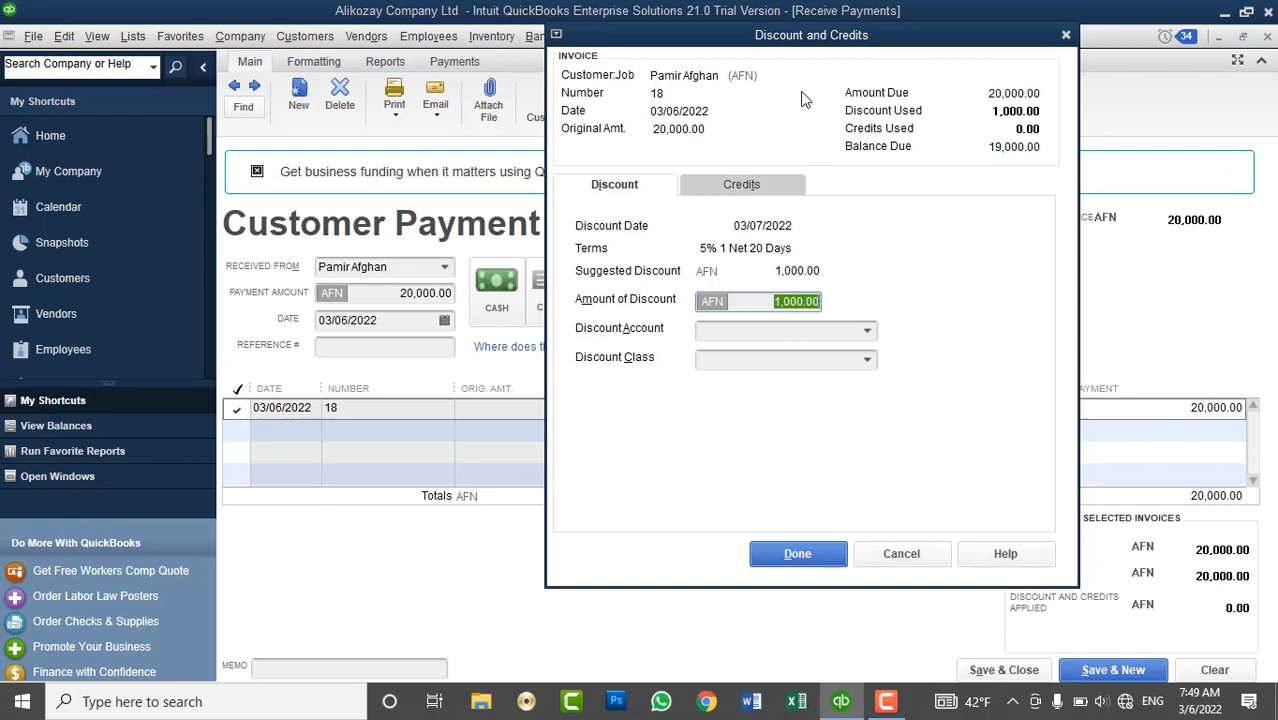 Alikozay Company Ltd - Intuit QuickBooks Enterprise Solutions 21.0 Trial Version - [Receive Payments]
File Edit View Lists Favorites Company Customers Vendors Employees Inventory
34
Search Company or Help
My Shortcuts
Home
My Company
Calendar
Snapshots
Customers
Vendors
Employees
My Shortcuts
View Balances
Run Favorite Reports
Open Windows
Do More With QuickBooks
Get Free Workers Comp Quote
Order Labor Law Posters
Order Checks & Supplies
Promote Your Business
Finance with Confidence
Main Formatting Reports Payments
Find New Delete Print Email Attach File
Get business funding when it matters using Q
Customer Payment
AFN 20,000.00
RECEIVED FROM Pamir Afghan
PAYMENT AMOUNT AFN 20,000.00
DATE 03/06/2022
REFERENCE #
CASH
Where does th
DATE NUMBER ORIG. AMT.
03/06/2022 18 20,000.00
Totals AFN 20,000.00
MEMO
Discount and Credits
INVOICE
Customer:Job Pamir Afghan (AFN)
Number 18
Date 03/06/2022
Original Amt. 20,000.00
Amount Due 20,000.00
Discount Used 1,000.00
Credits Used 0.00
Balance Due 19,000.00
Discount Credits
Discount Date 03/07/2022
Terms 5% 1 Net 20 Days
Suggested Discount AFN 1,000.00
Amount of Discount AFN 1,000.00
Discount Account
Discount Class
Done Cancel Help
SELECTED INVOICES
AFN 20,000.00
AFN 20,000.00
DISCOUNT AND CREDITS
APPLIED
AFN 0.00
Save & Close Save & New Clear
Type here to search
42°F
ENG
7:49 AM
3/6/2022